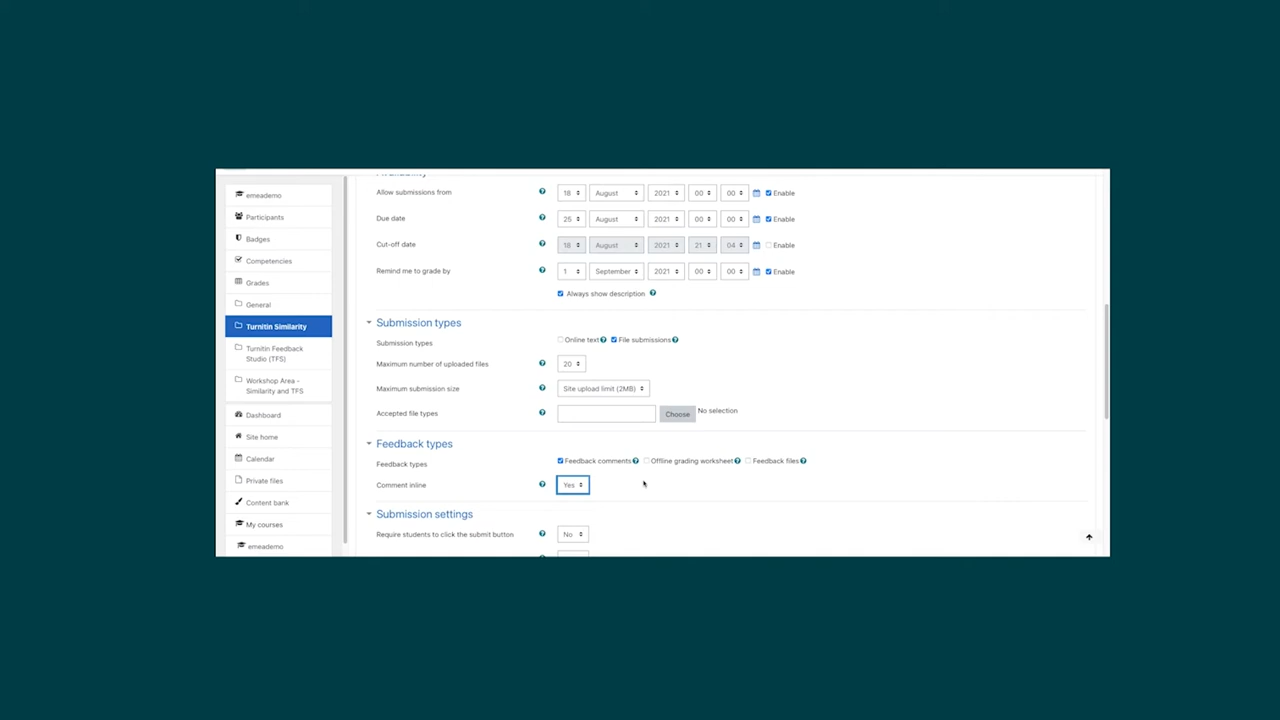 emeademo
Participants
Badges
Competencies
Grades
General
Turnitin Similarity
Turnitin Feedback
Studio (TFS)
Workshop Area -
Similarity and TFS
Dashboard
Site home
Calendar
Private files
Content bank
My courses
emeademo
Allow submissions from 18 August 2021 00 00 Enable
Due date 25 August 2021 00 00 Enable
Cut-off date 18 August 2021 21 04 Enable
Remind me to grade by 1 September 2021 00 00 Enable
Always show description
Submission types
Submission types Online text File submissions
Maximum number of uploaded files 20
Maximum submission size Site upload limit (2MB)
Accepted file types Choose No selection
Feedback types
Feedback types Feedback comments Offline grading worksheet Feedback files
Comment inline Yes
Submission settings
Require students to click the submit button No